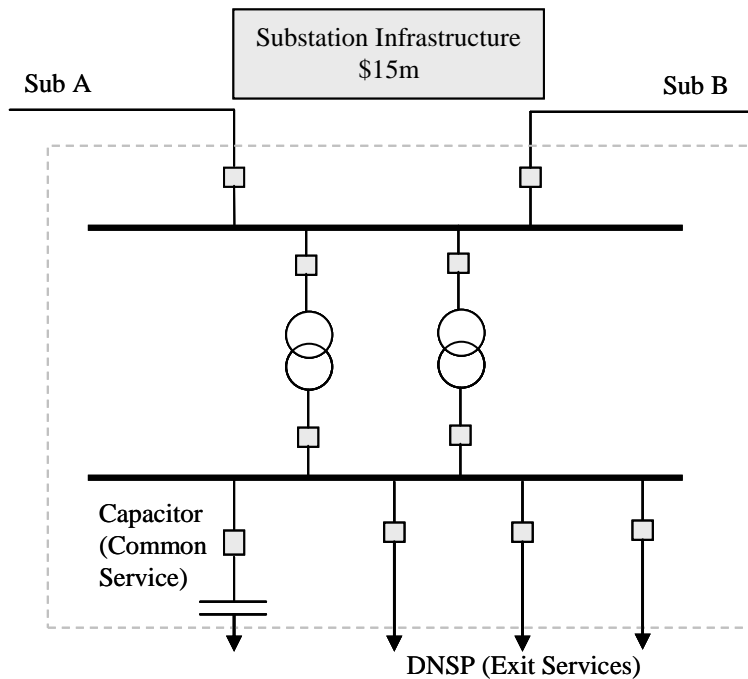 Substation Infrastructure
$15m
Sub A
Sub B
Capacitor
(Common
Service)
DNSP (Exit Services)